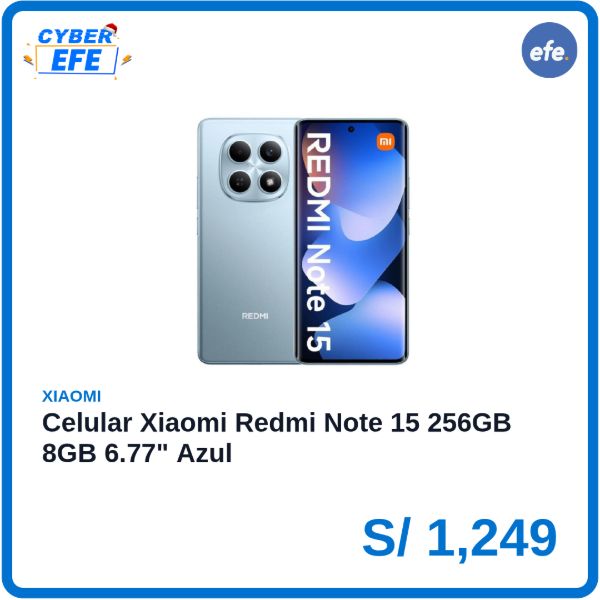 CYBER
EFE
efe.
REDMI
REDMI Note 15
mi
XIAOMI
Celular Xiaomi Redmi Note 15 256GB
8GB 6.77" Azul
S/ 1,249